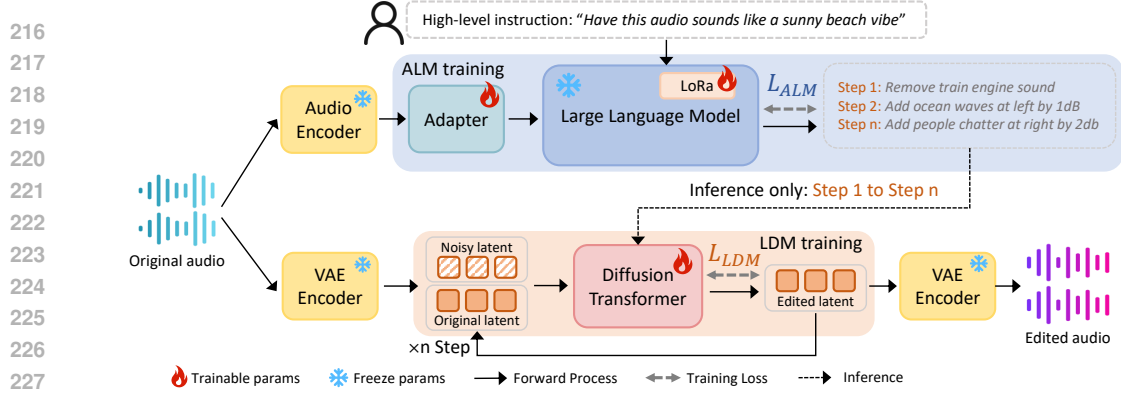 216
217
218
219
220
221
222
223
224
225
226
227
High-level instruction: “Have this audio sounds like a sunny beach vibe”
ALM training
Audio
Encoder
Adapter
LoRa
Large Language Model
L_ALM
Step 1: Remove train engine sound
Step 2: Add ocean waves at left by 1dB
Step n: Add people chatter at right by 2db
Inference only: Step 1 to Step n
Original audio
VAE
Encoder
Noisy latent
Original latent
Diffusion
Transformer
L_LDM
LDM training
Edited latent
VAE
Encoder
Edited audio
×n Step
Trainable params
Freeze params
Forward Process
Training Loss
Inference